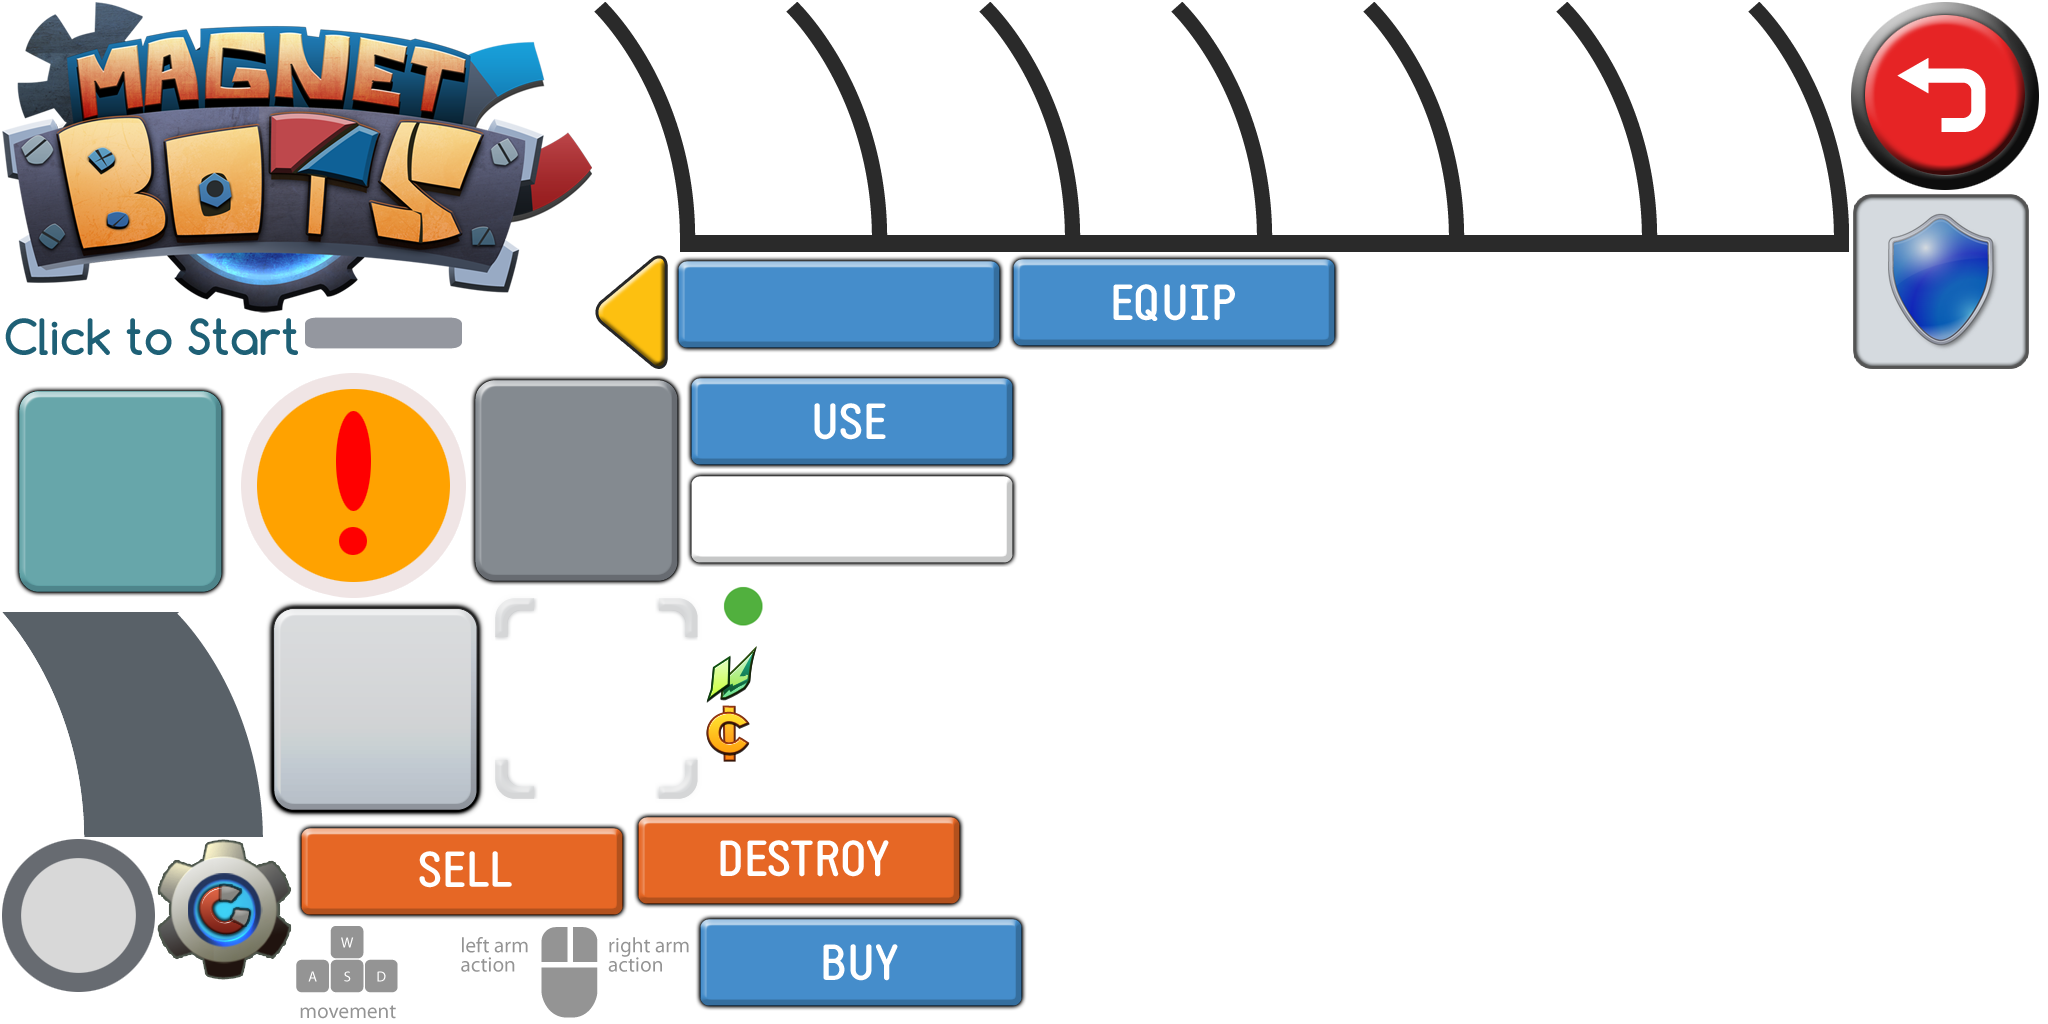 MAGNET
BOTS
Click to Start
EQUIP
USE
SELL
DESTROY
BUY
W
A S D
movement
left arm
action
right arm
action